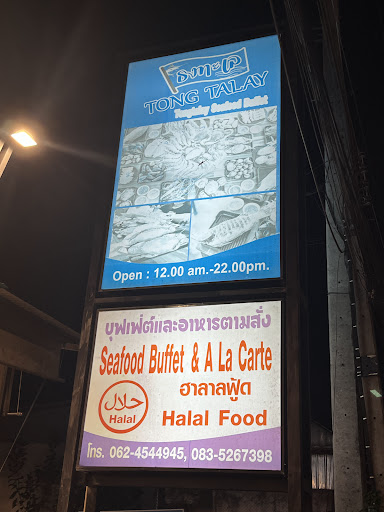 ธงทะเล
TONG TALAY
Tongtalay Seafood Buffet
Open : 12.00 am.-22.00pm.
บุฟเฟ่ต์และอาหารตามสั่ง
Seafood Buffet & A La Carte
ฮาลาลฟู้ด
حلال
Halal
Halal Food
โทร. 062-4544945, 083-5267398